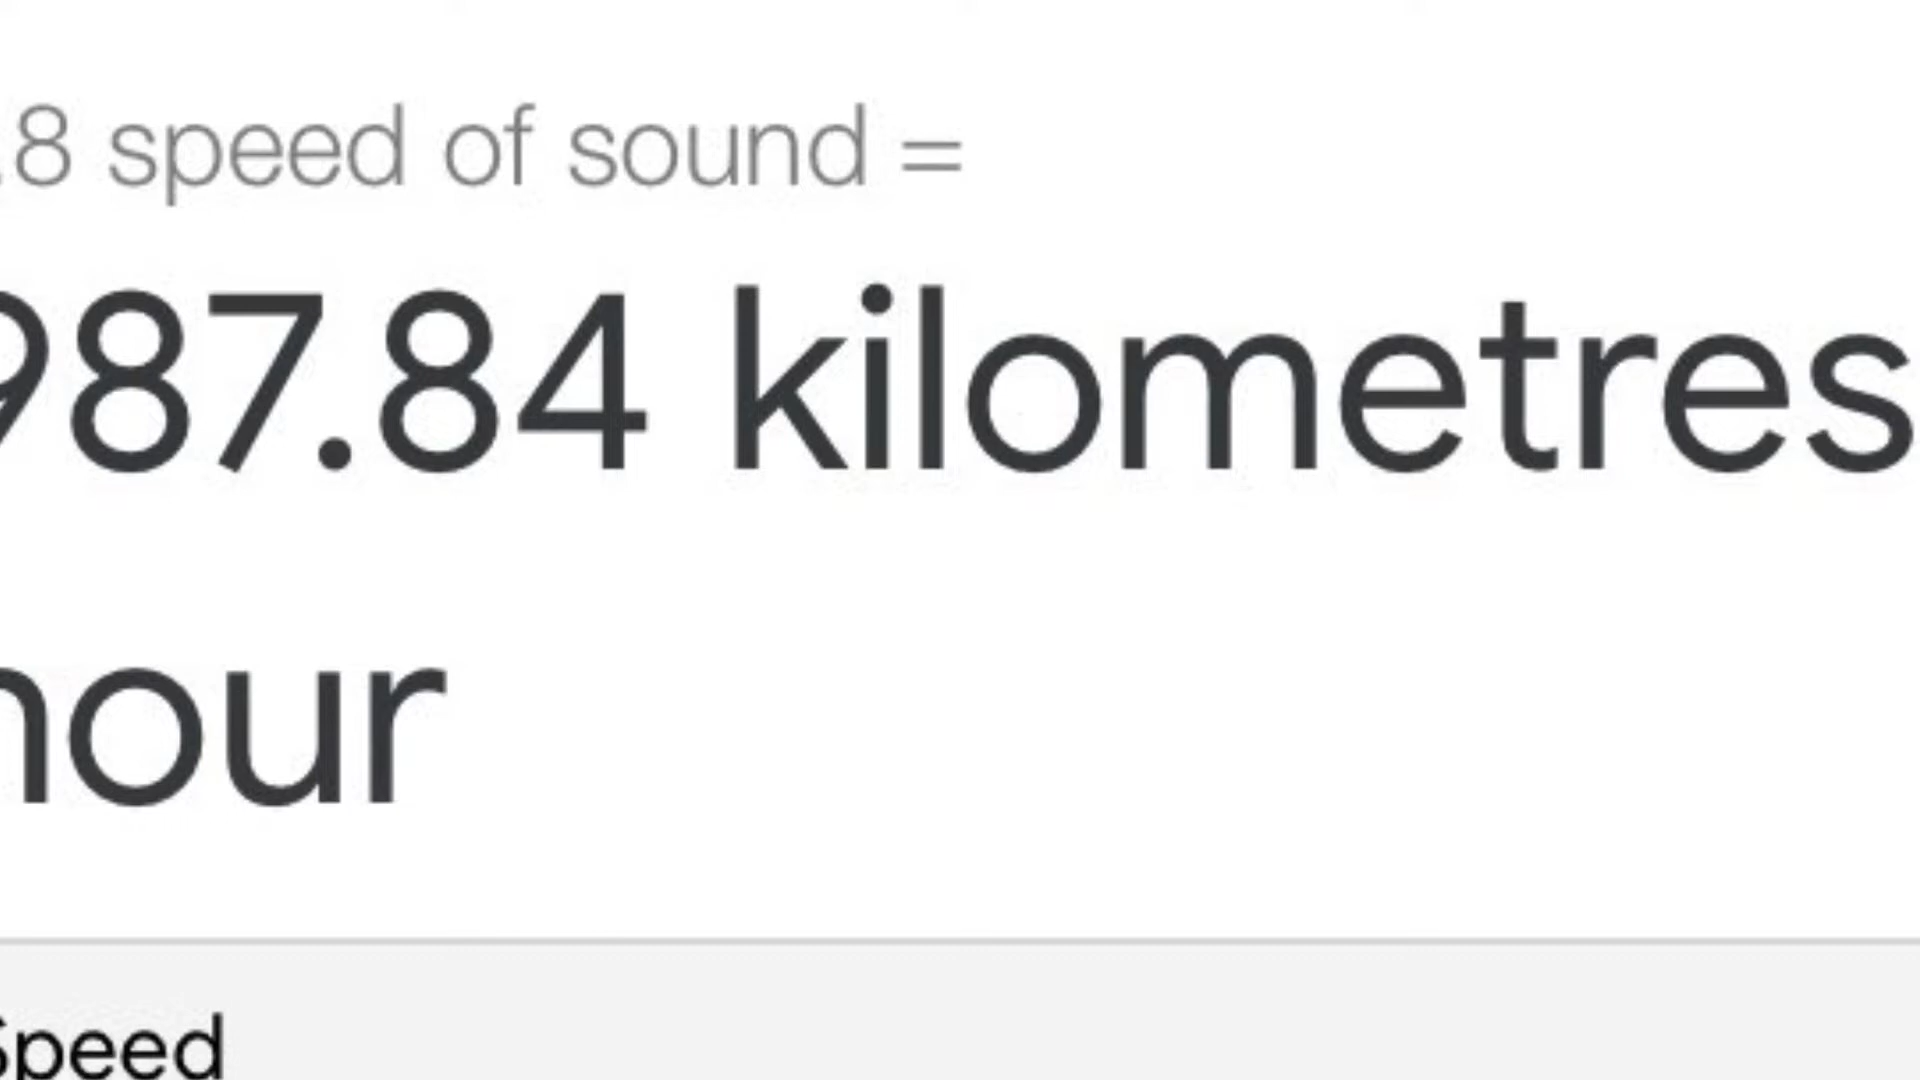 .8 speed of sound =
987.84 kilometres
hour
Speed